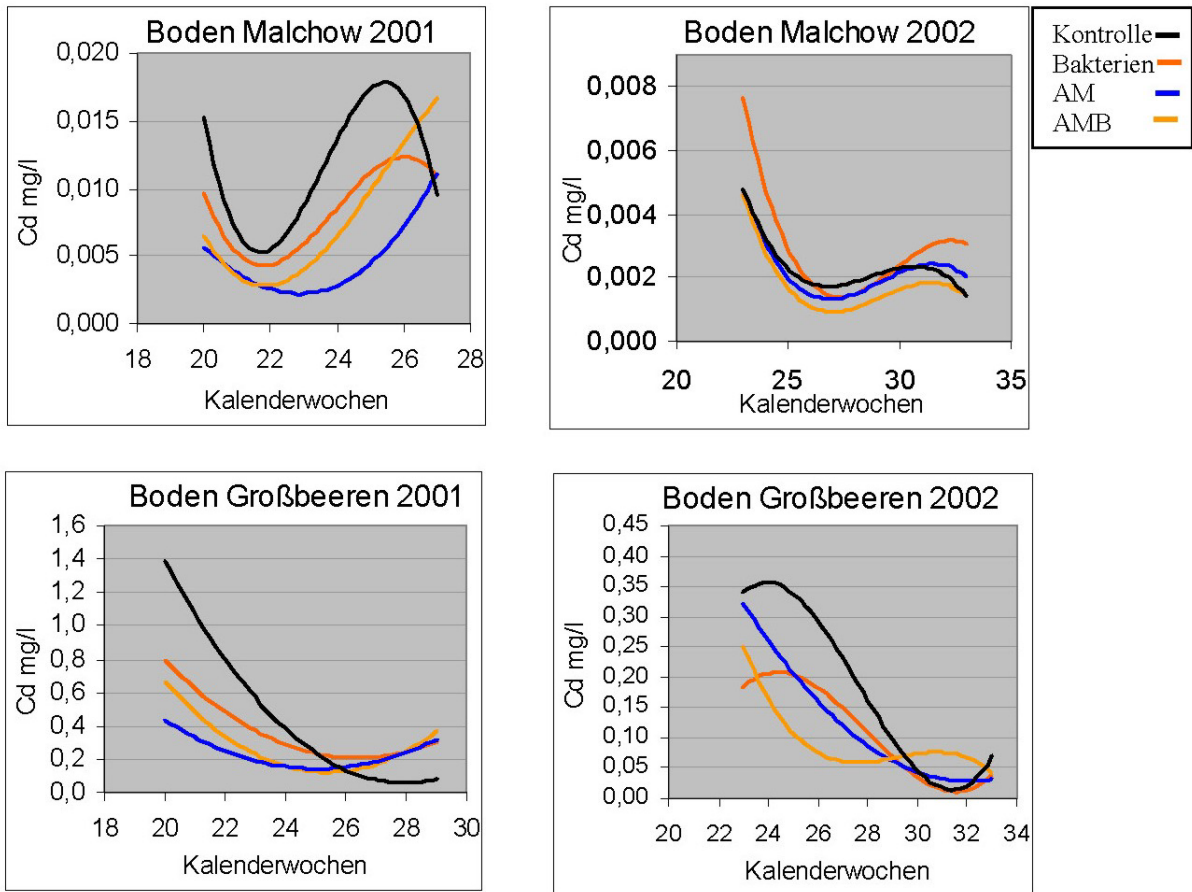 Boden Malchow 2001
0,020
0,015
0,010
0,005
0,000
Cd mg/l
18 20 22 24 26 28
Kalenderwochen
Boden Malchow 2002
0,008
0,006
0,004
0,002
0,000
Cd mg/l
20 25 30 35
Kalenderwochen
Kontrolle
Bakterien
AM
AMB
Boden Großbeeren 2001
1,6
1,4
1,2
1,0
0,8
0,6
0,4
0,2
0,0
Cd mg/l
18 20 22 24 26 28 30
Kalenderwochen
Boden Großbeeren 2002
0,45
0,40
0,35
0,30
0,25
0,20
0,15
0,10
0,05
0,00
Cd mg/l
20 22 24 26 28 30 32 34
Kalenderwochen